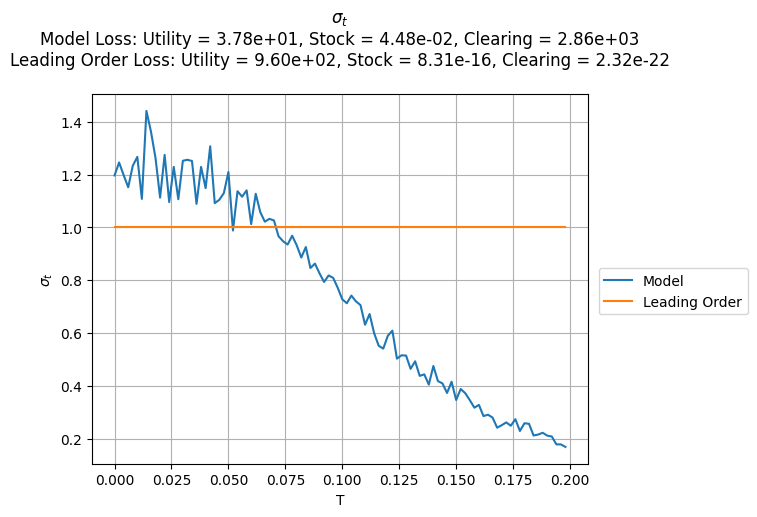 σₜ
Model Loss: Utility = 3.78e+01, Stock = 4.48e-02, Clearing = 2.86e+03
Leading Order Loss: Utility = 9.60e+02, Stock = 8.31e-16, Clearing = 2.32e-22
1.4
1.2
1.0
0.8
0.6
0.4
0.2
σₜ
0.000 0.025 0.050 0.075 0.100 0.125 0.150 0.175 0.200
T
Model
Leading Order